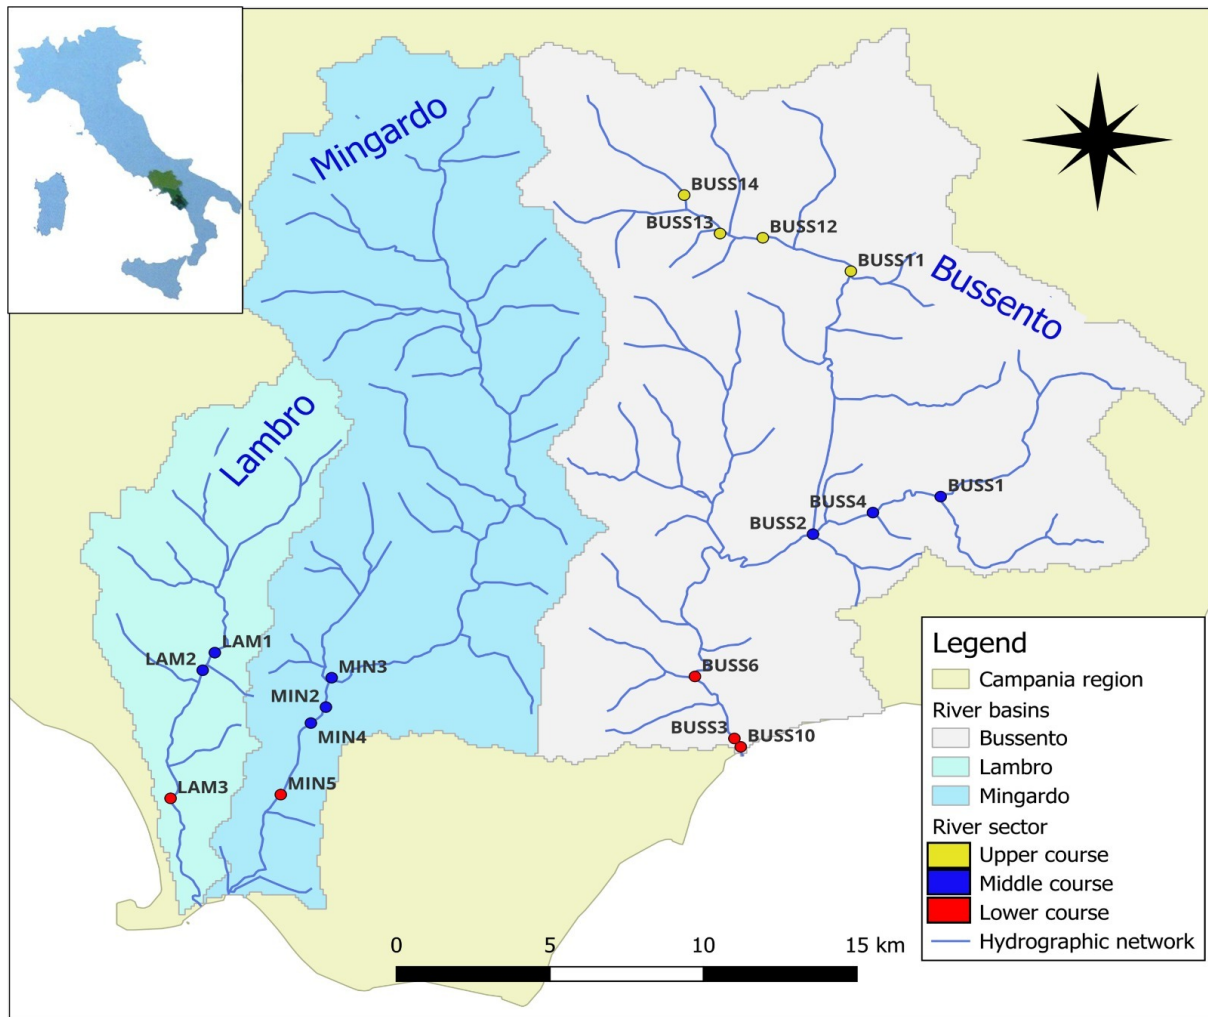 Mingardo
BUSS14
BUSS13
BUSS12
BUSS11
Bussento
Lambro
BUSS1
BUSS4
BUSS2
LAM1
LAM2
MIN3
BUSS6
MIN2
MIN4
BUSS3
BUSS10
LAM3
MIN5
Legend
Campania region
River basins
Bussento
Lambro
Mingardo
River sector
Upper course
Middle course
Lower course
Hydrographic network
0 5 10 15 km